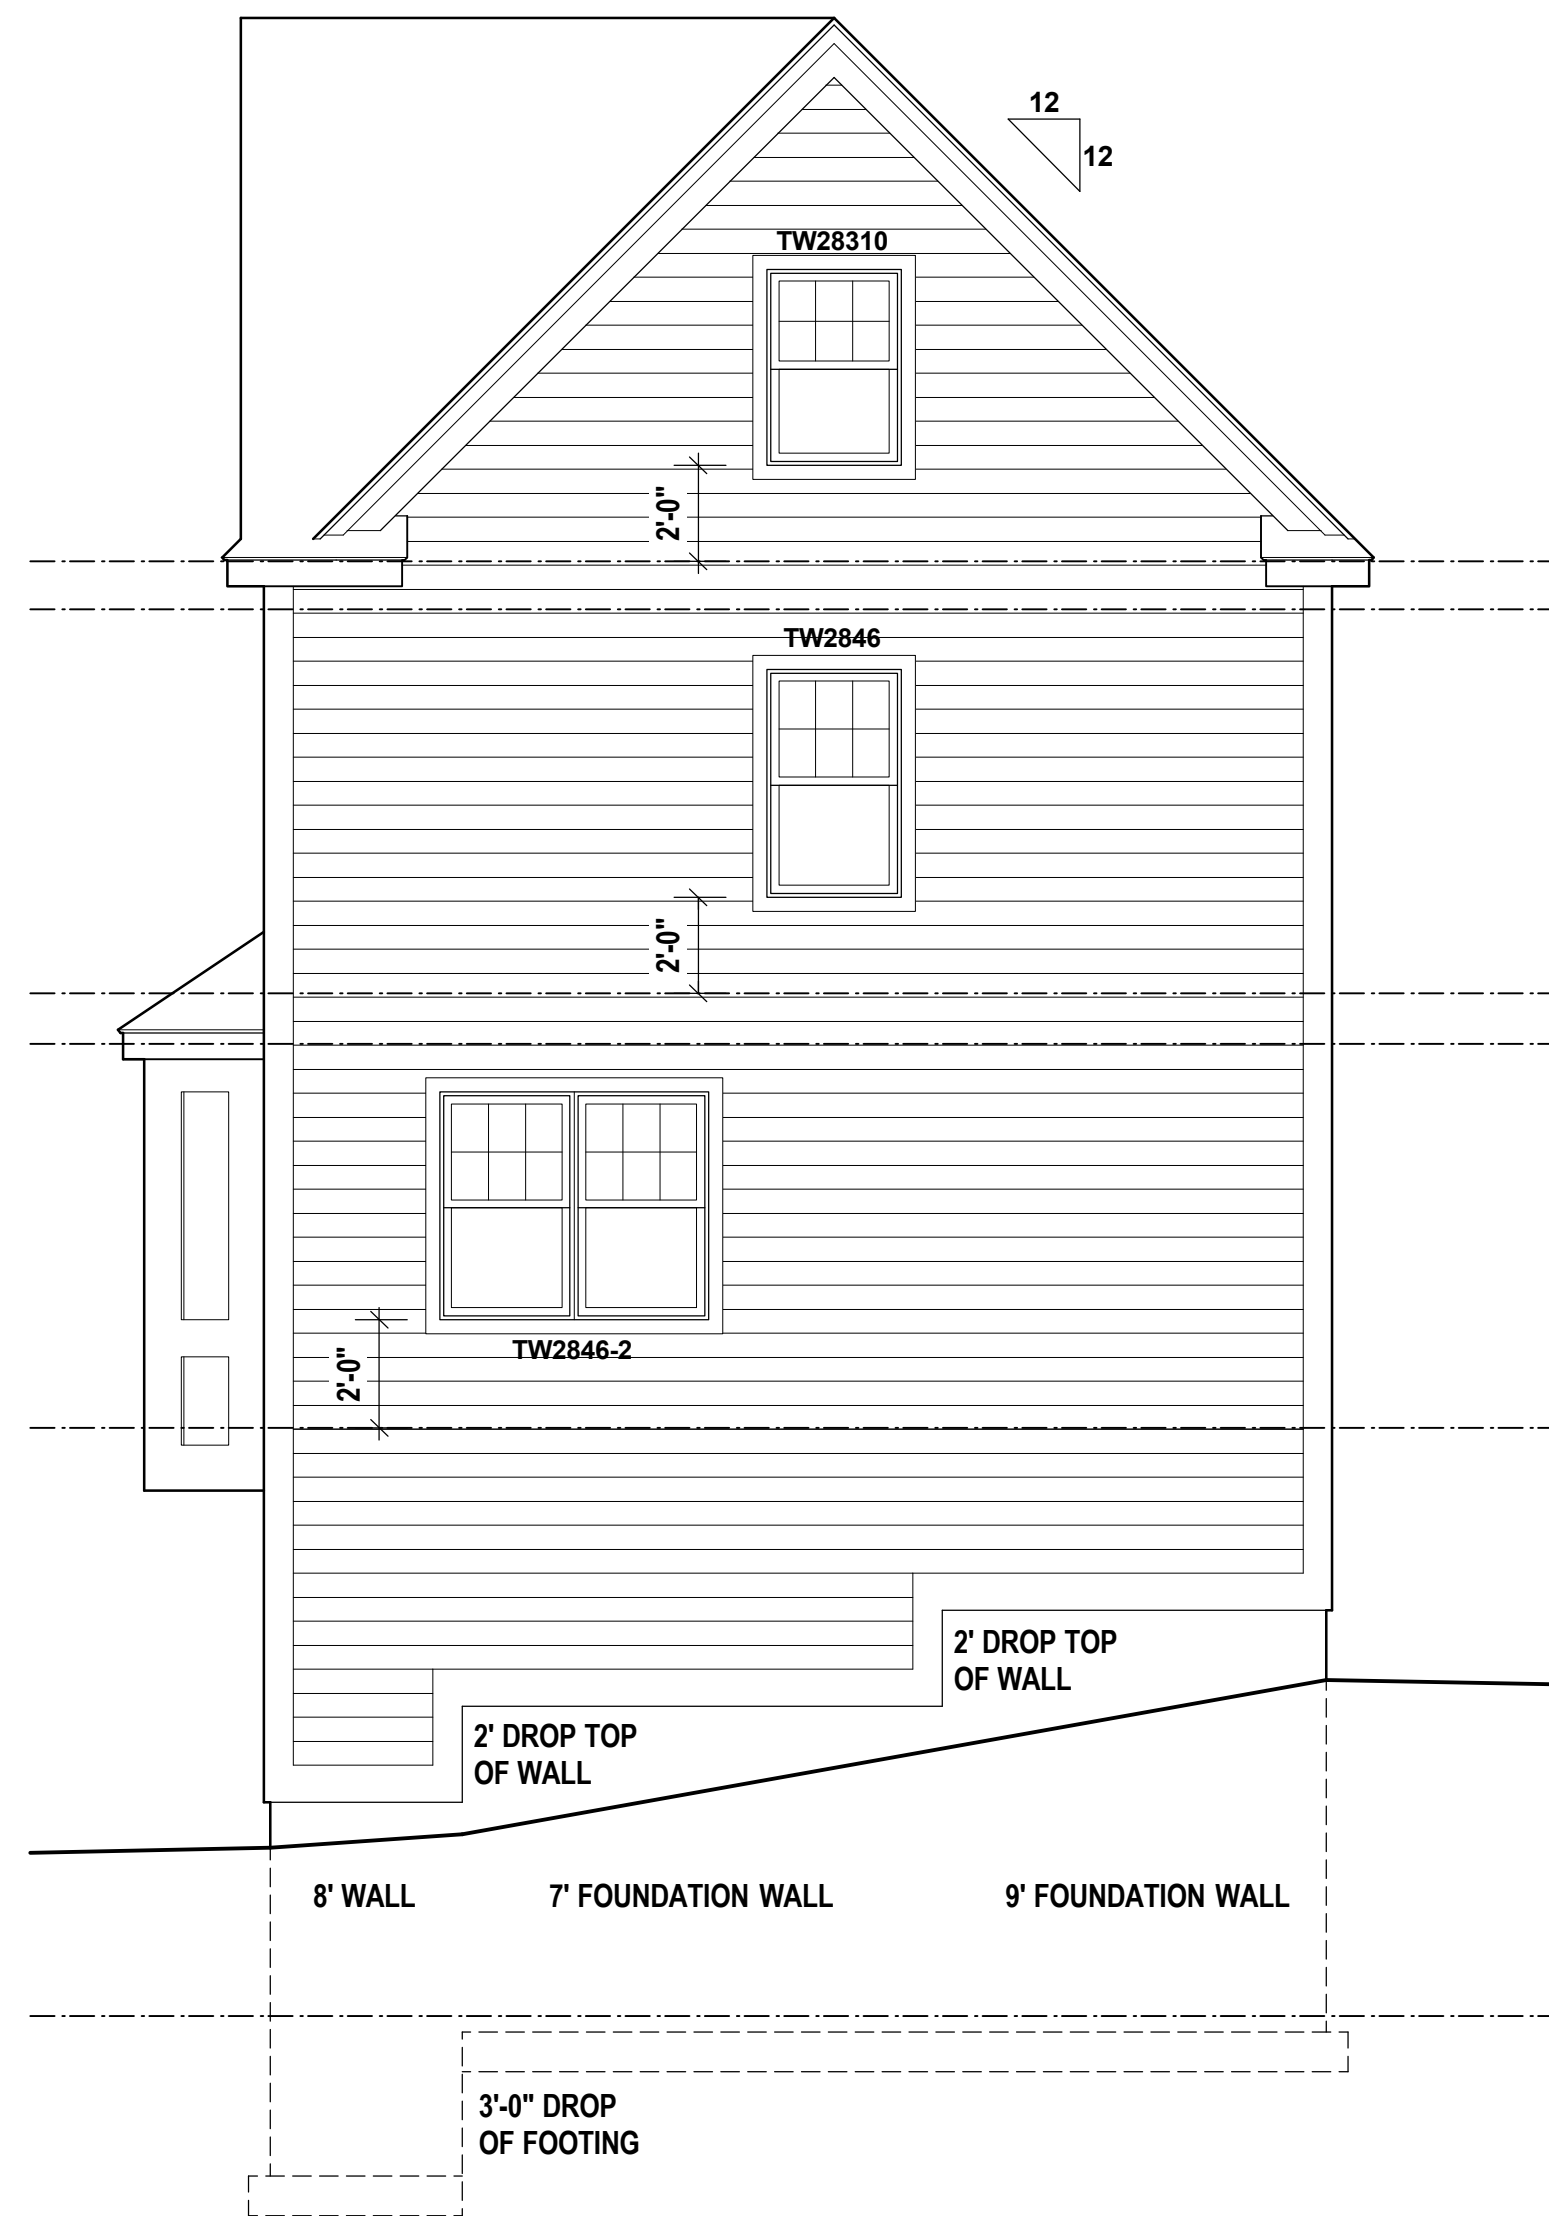 12
12
TW28310
2'-0"
TW2846
2'-0"
TW2846-2
2'-0"
2' DROP TOP
OF WALL
2' DROP TOP
OF WALL
8' WALL
7' FOUNDATION WALL
9' FOUNDATION WALL
3'-0" DROP
OF FOOTING